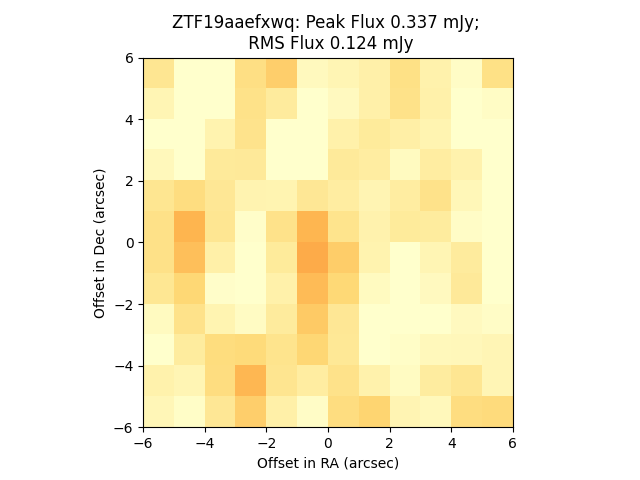 ZTF19aaefxwq: Peak Flux 0.337 mJy;
RMS Flux 0.124 mJy
6
4
2
0
−2
−4
−6
Offset in Dec (arcsec)
−6 −4 −2 0 2 4 6
Offset in RA (arcsec)